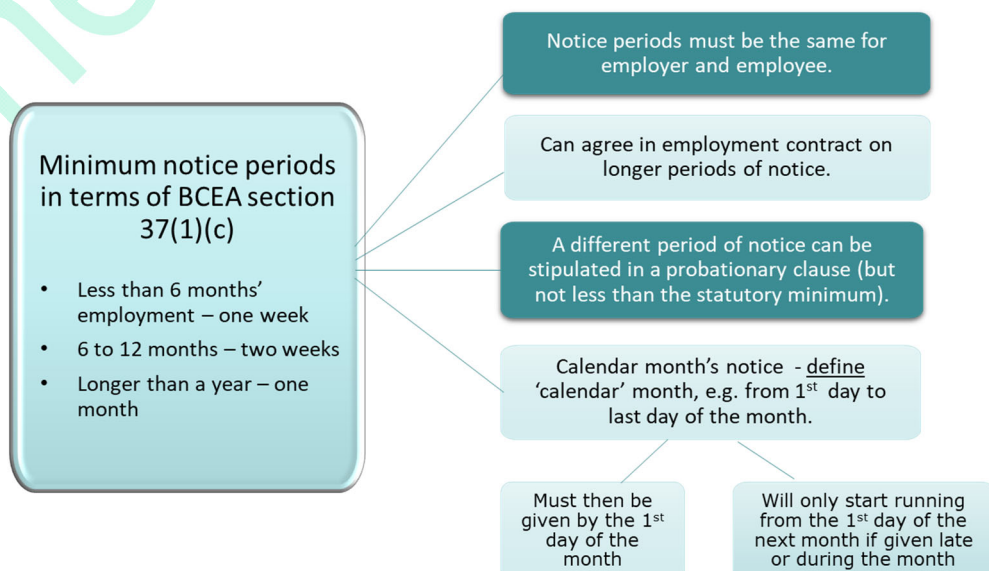 Minimum notice periods
in terms of BCEA section
37(1)(c)
• Less than 6 months’
employment – one week
• 6 to 12 months – two weeks
• Longer than a year – one
month
Notice periods must be the same for
employer and employee.
Can agree in employment contract on
longer periods of notice.
A different period of notice can be
stipulated in a probationary clause (but
not less than the statutory minimum).
Calendar month’s notice - define
‘calendar’ month, e.g. from 1st day to
last day of the month.
Must then be
given by the 1st
day of the
month
Will only start running
from the 1st day of the
next month if given late
or during the month